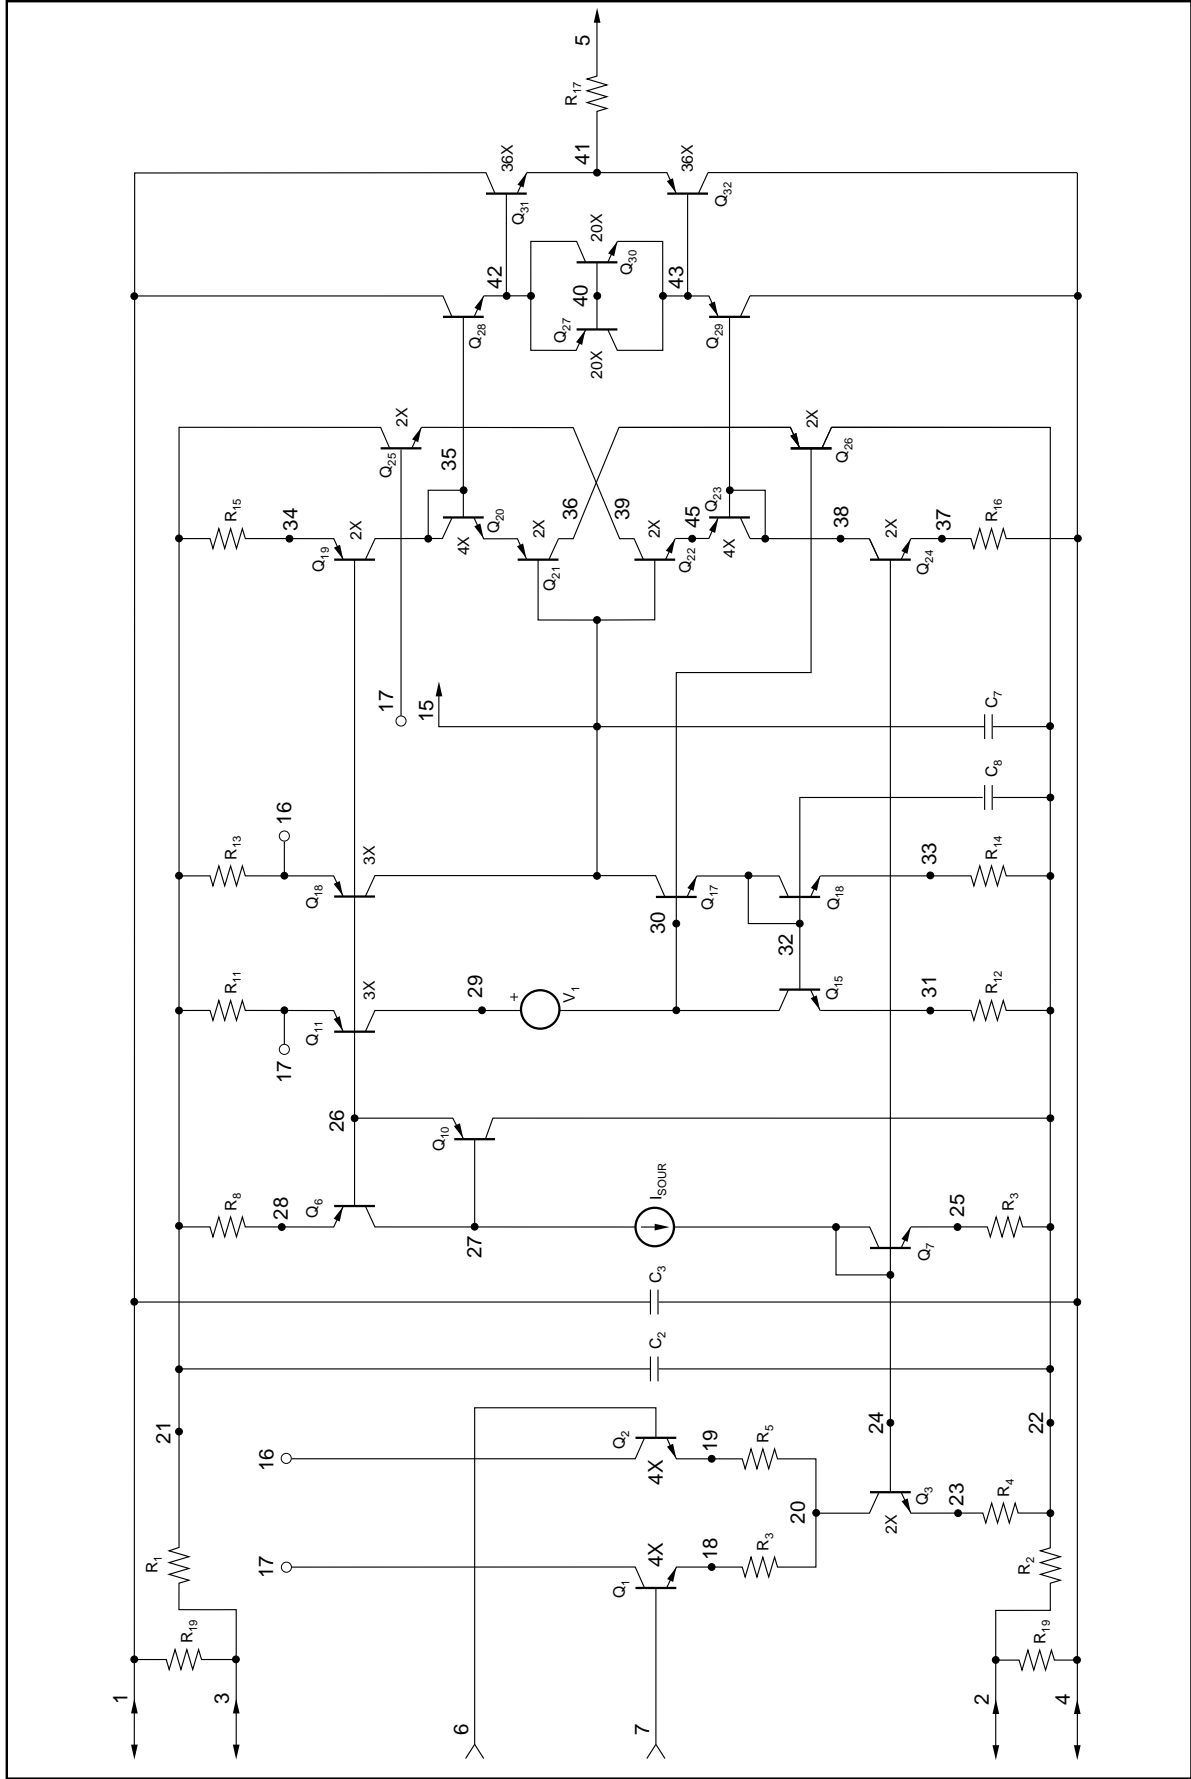 1
3
6
7
2
4
R19
R19
R1
R2
17
16
Q1
4X
18
R3
Q2
4X
19
R5
20
2X
Q3
23
R4
21
24
22
C2
C3
R8
28
Q6
27
ISOUR
Q7
25
R3
26
Q10
R11
17
Q11
3X
29
+
V1
Q15
31
R12
R13
16
Q18
3X
30
Q17
32
Q18
33
R14
C8
C7
15
17
R15
34
Q19
2X
35
4X
Q20
Q21
2X
36
39
2X
Q22
45
4X
Q23
38
2X
Q24
37
R16
Q25
2X
Q26
2X
Q28
42
Q27
20X
40
20X
Q30
43
Q29
Q31
36X
41
36X
Q32
R17
5